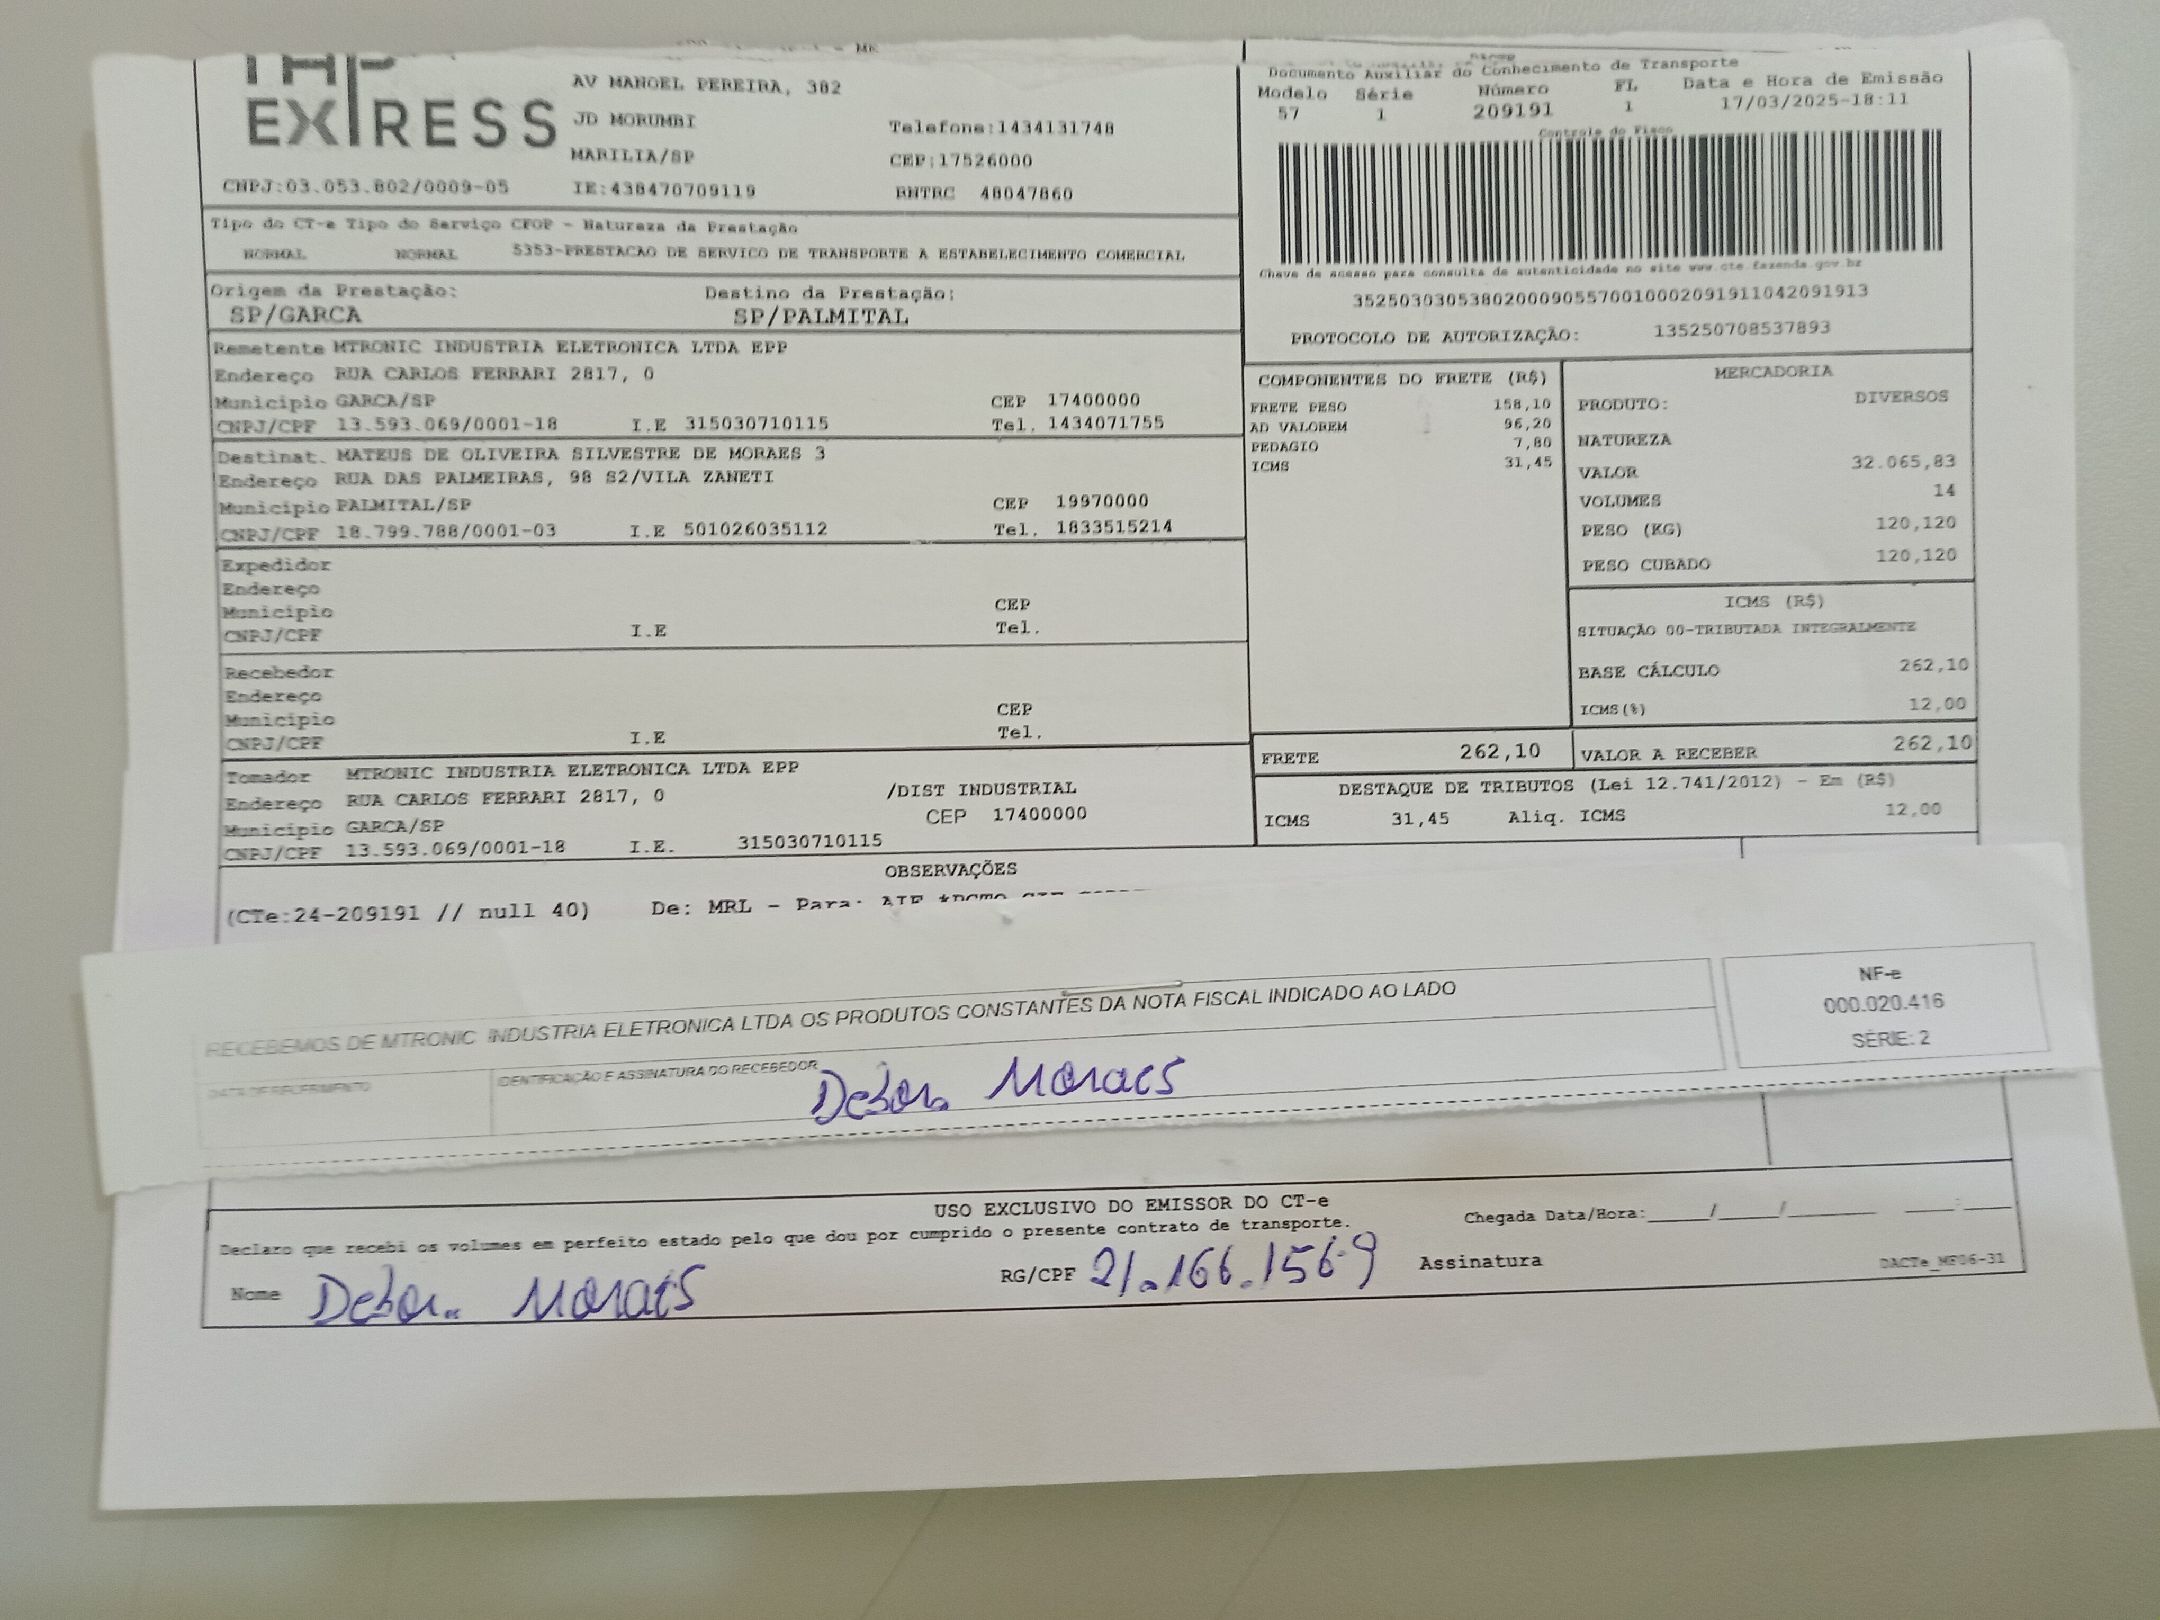 EXPRESS
AV MANOEL PEREIRA, 382
JD MORUMBI
Telefone:1434131748
MARILIA/SP
CEP:17526000
CNPJ:03.053.802/0009-05 IE:438470709119 RNTRC 48047860
Documento Auxiliar do Conhecimento de Transporte
Modelo Série Número FL Data e Hora de Emissão
57 1 209191 1 17/03/2025-18:11
Controle do Fisco
Chave de acesso para consulta de autenticidade no site www.cte.fazenda.gov.br
35250303053802000905570010002091911042091913
PROTOCOLO DE AUTORIZAÇÃO: 135250708537893
Tipo do CT-e Tipo do Serviço CFOP - Natureza da Prestação
NORMAL NORMAL 5353-PRESTACAO DE SERVICO DE TRANSPORTE A ESTABELECIMENTO COMERCIAL
Origem da Prestação: Destino da Prestação:
SP/GARCA SP/PALMITAL
Remetente MTRONIC INDUSTRIA ELETRONICA LTDA EPP
Endereço RUA CARLOS FERRARI 2817, 0
Municipio GARCA/SP CEP 17400000
CNPJ/CPF 13.593.069/0001-18 I.E 315030710115 Tel. 1434071755
Destinat. MATEUS DE OLIVEIRA SILVESTRE DE MORAES 3
Endereço RUA DAS PALMEIRAS, 98 S2/VILA ZANETI
Municipio PALMITAL/SP CEP 19970000
CNPJ/CPF 18.799.788/0001-03 I.E 501026035112 Tel. 1833515214
Expedidor
Endereço
Municipio CEP
CNPJ/CPF I.E Tel.
Recebedor
Endereço
Municipio CEP
CNPJ/CPF I.E Tel.
Tomador MTRONIC INDUSTRIA ELETRONICA LTDA EPP
Endereço RUA CARLOS FERRARI 2817, 0 /DIST INDUSTRIAL
Municipio GARCA/SP CEP 17400000
CNPJ/CPF 13.593.069/0001-18 I.E. 315030710115
COMPONENTES DO FRETE (R$)
FRETE PESO 158,10
AD VALOREM 96,20
PEDAGIO 7,80
ICMS 31,45
MERCADORIA
PRODUTO: DIVERSOS
NATUREZA
VALOR 32.065,83
VOLUMES 14
PESO (KG) 120,120
PESO CUBADO 120,120
ICMS (R$)
SITUAÇÃO 00-TRIBUTADA INTEGRALMENTE
BASE CÁLCULO 262,10
ICMS(%) 12,00
FRETE 262,10 VALOR A RECEBER 262,10
DESTAQUE DE TRIBUTOS (Lei 12.741/2012) - Em (R$)
ICMS 31,45 Aliq. ICMS 12,00
OBSERVAÇÕES
(CTe:24-209191 // null 40) De: MRL - Para:
RECEBEMOS DE MTRONIC INDUSTRIA ELETRONICA LTDA OS PRODUTOS CONSTANTES DA NOTA FISCAL INDICADO AO LADO
NF-e
000.020.416
SÉRIE: 2
DATA DE RECEBIMENTO IDENTIFICAÇÃO E ASSINATURA DO RECEBEDOR
Debora Moraes
USO EXCLUSIVO DO EMISSOR DO CT-e
Declaro que recebi os volumes em perfeito estado pelo que dou por cumprido o presente contrato de transporte.
Chegada Data/Hora:_____/_____/_______ ____:____
Nome Debora Moraes RG/CPF 21.166.156-9 Assinatura
DACTe_MF06-31